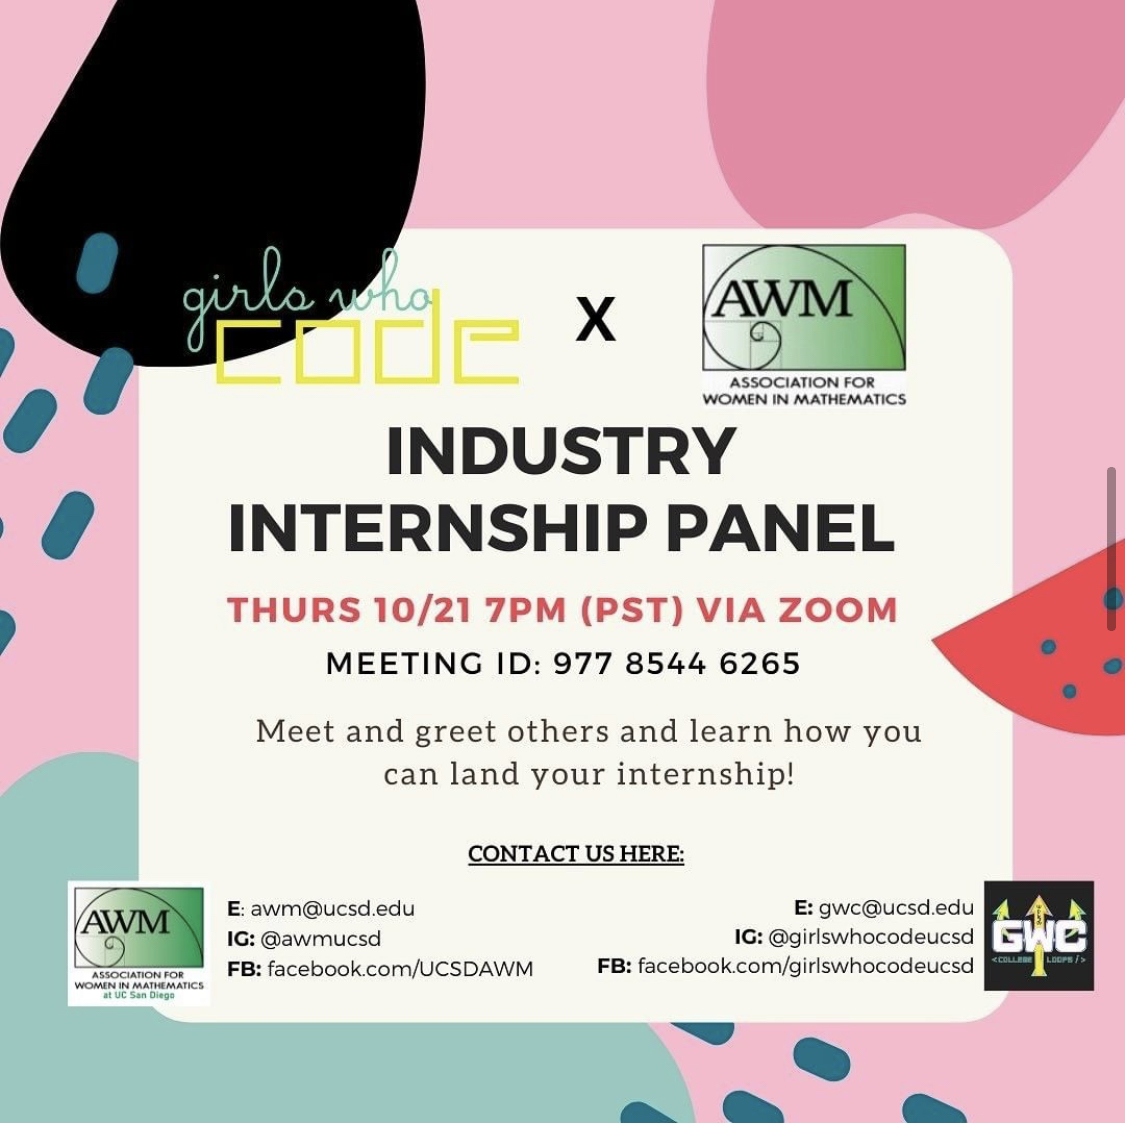 girls who
code
X
AWM
ASSOCIATION FOR
WOMEN IN MATHEMATICS
INDUSTRY
INTERNSHIP PANEL
THURS 10/21 7PM (PST) VIA ZOOM
MEETING ID: 977 8544 6265
Meet and greet others and learn how you
can land your internship!
CONTACT US HERE:
AWM
ASSOCIATION FOR
WOMEN IN MATHEMATICS
at UC San Diego
E: awm@ucsd.edu
IG: @awmucsd
FB: facebook.com/UCSDAWM
E: gwc@ucsd.edu
IG: @girlswhocodeucsd
FB: facebook.com/girlswhocodeucsd
GWC
<COLLEGE LOOPS/>